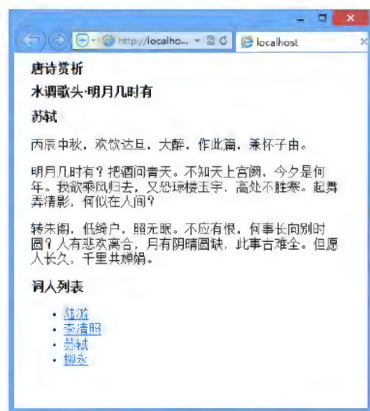 http://localho...
localhost
唐诗赏析
水调歌头·明月几时有
苏轼
丙辰中秋，欢饮达旦，大醉，作此篇，兼怀子由。
明月几时有？把酒问青天。不知天上宫阙，今夕是何
年。我欲乘风归去，又恐琼楼玉宇，高处不胜寒。起舞
弄清影，何似在人间？
转朱阁，低绮户，照无眠。不应有恨，何事长向别时
圆？人有悲欢离合，月有阴晴圆缺，此事古难全。但愿
人长久，千里共婵娟。
词人列表
陆游
李清照
苏轼
柳永